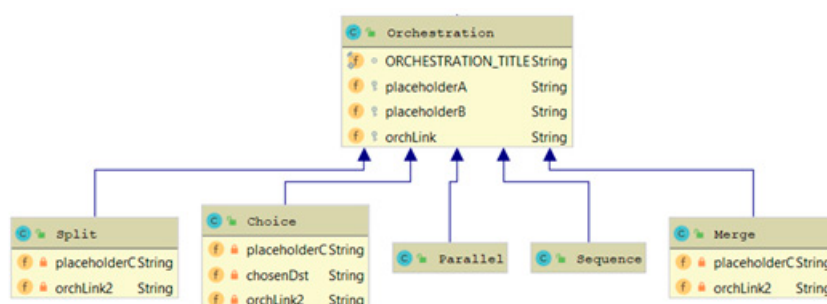 Orchestration
ORCHESTRATION_TITLE String
placeholderA String
placeholderB String
orchLink String
Split
placeholderC String
orchLink2 String
Choice
placeholderC String
chosenDst String
orchLink2 String
Parallel
Sequence
Merge
placeholderC String
orchLink2 String